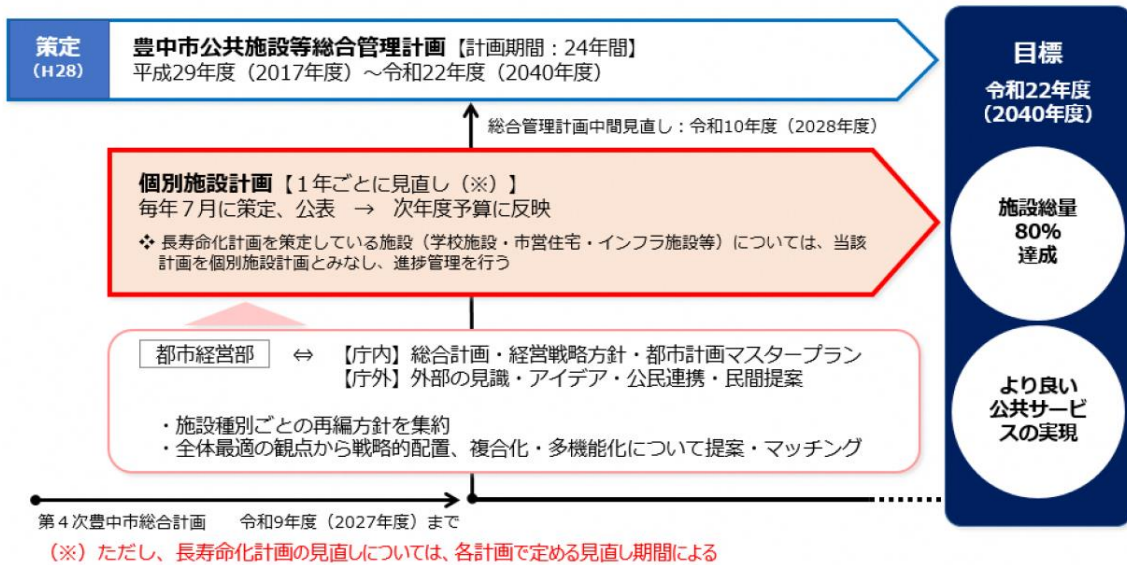 策定
(H28)
豊中市公共施設等総合管理計画【計画期間：24年間】
平成29年度（2017年度）～令和22年度（2040年度）
総合管理計画中間見直し：令和10年度（2028年度）
個別施設計画【１年ごとに見直し（※）】
毎年７月に策定、公表　→　次年度予算に反映
❖ 長寿命化計画を策定している施設（学校施設・市営住宅・インフラ施設等）については、当該
計画を個別施設計画とみなし、進捗管理を行う
都市経営部　⇔　【庁内】総合計画・経営戦略方針・都市計画マスタープラン
【庁外】外部の見識・アイデア・公民連携・民間提案
・施設種別ごとの再編方針を集約
・全体最適の観点から戦略的配置、複合化・多機能化について提案・マッチング
第４次豊中市総合計画　令和9年度（2027年度）まで
（※）ただし、長寿命化計画の見直しについては、各計画で定める見直し期間による
目標
令和22年度
（2040年度）
施設総量
80%
達成
より良い
公共サービ
スの実現